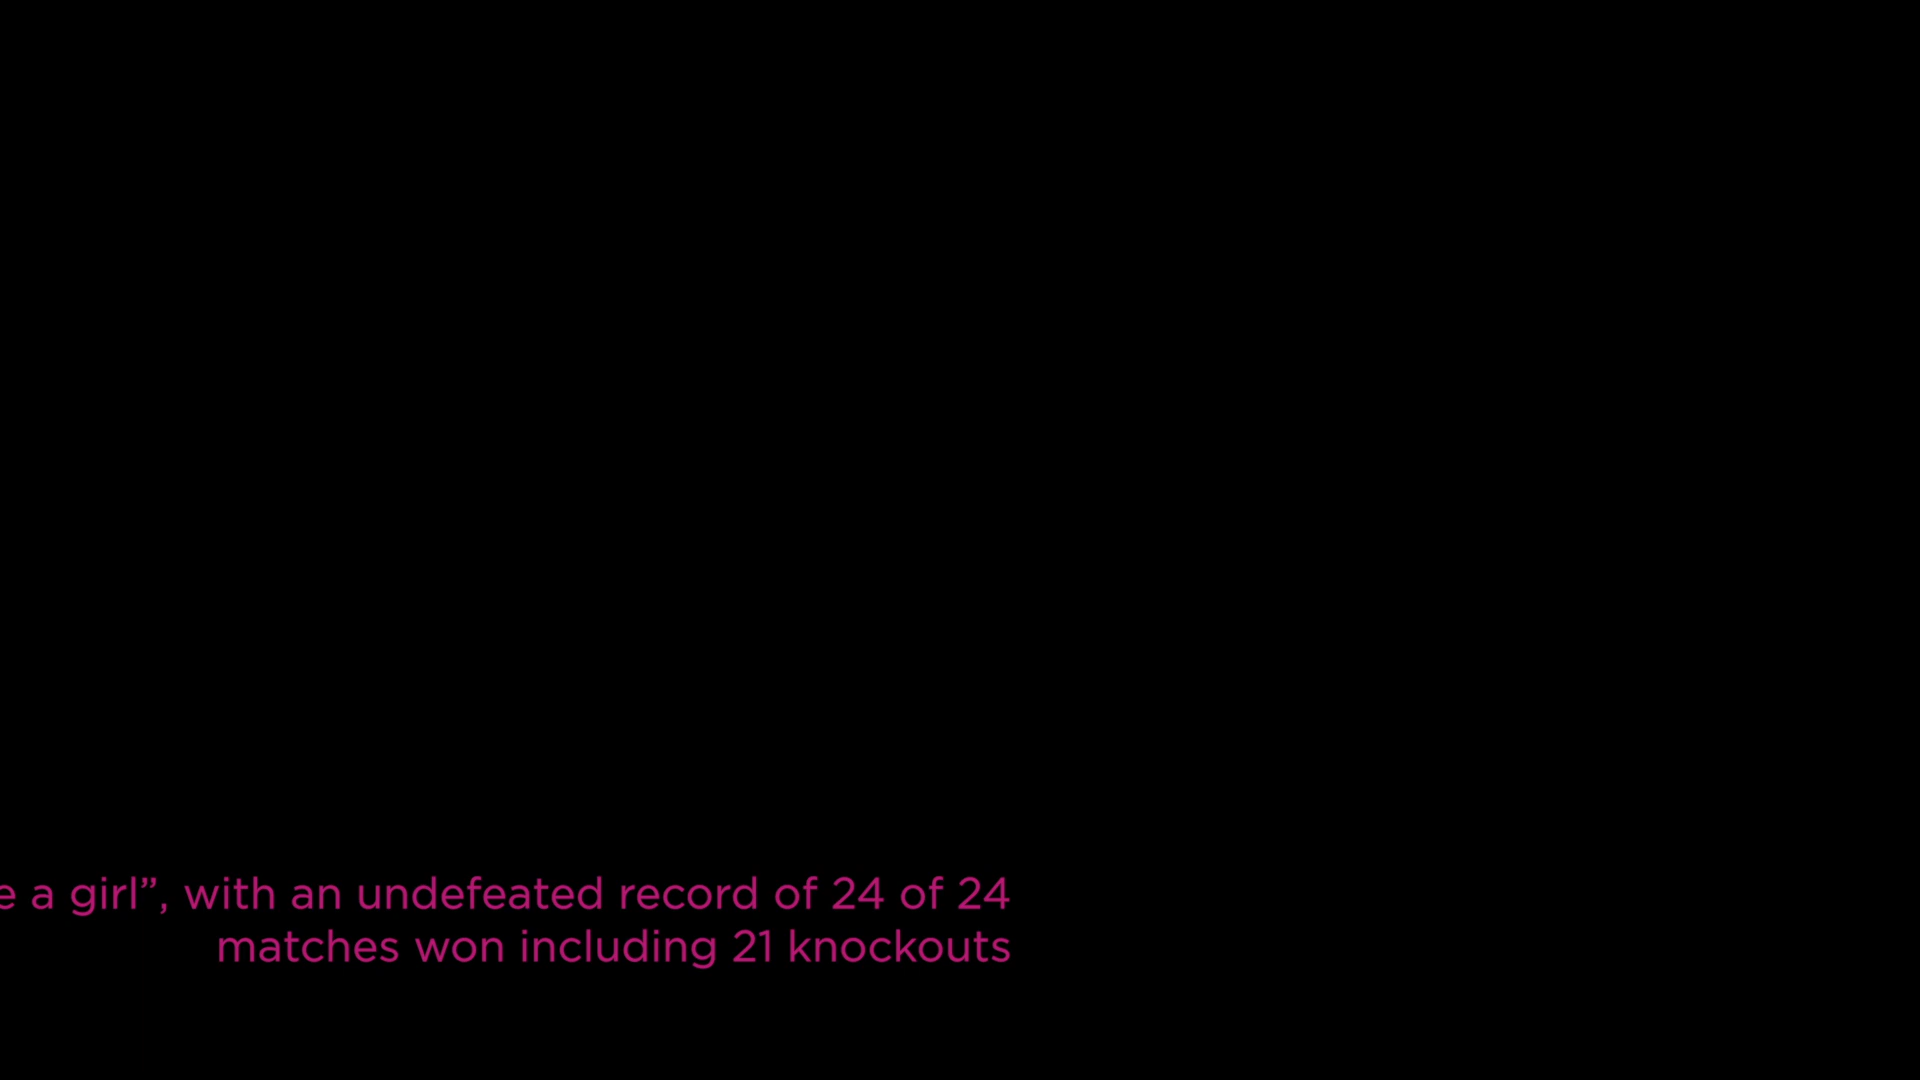 a girl”, with an undefeated record of 24 of 24
matches won including 21 knockouts